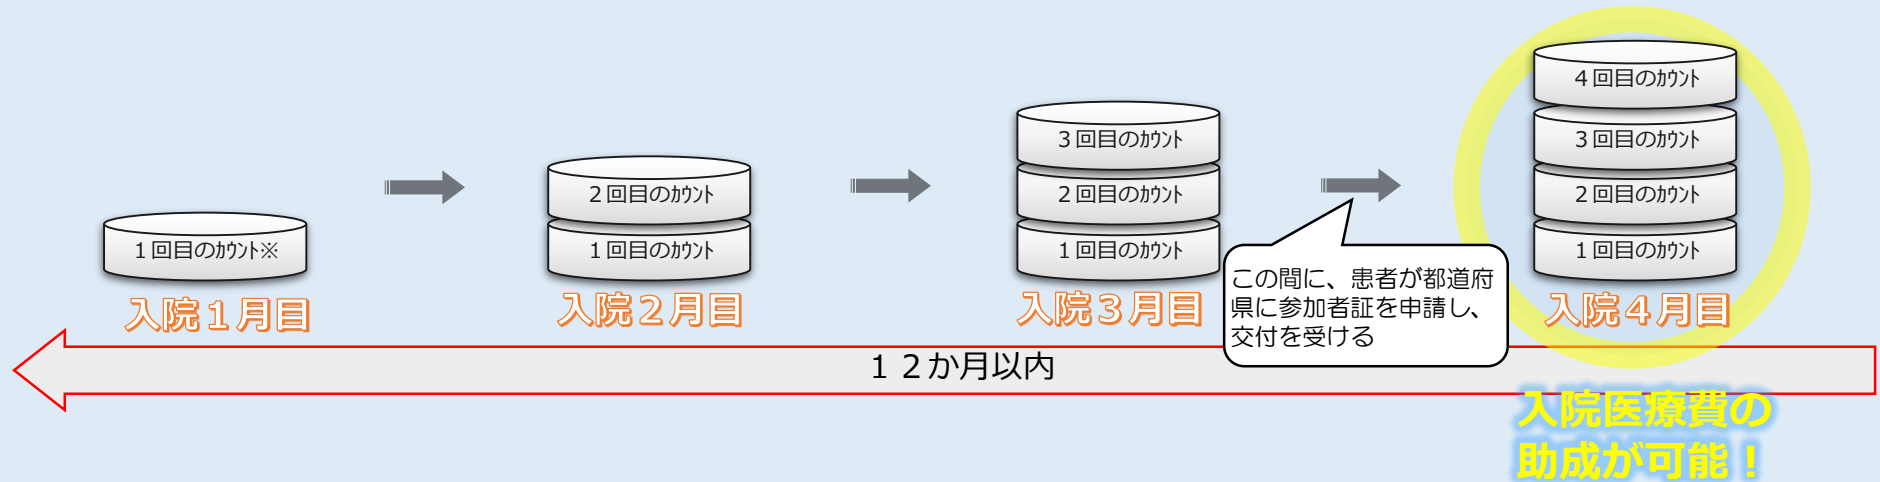 1回目のｶｳﾝﾄ※
入院1月目
2回目のｶｳﾝﾄ
1回目のｶｳﾝﾄ
入院2月目
3回目のｶｳﾝﾄ
2回目のｶｳﾝﾄ
1回目のｶｳﾝﾄ
入院3月目
この間に、患者が都道府
県に参加者証を申請し、
交付を受ける
4回目のｶｳﾝﾄ
3回目のｶｳﾝﾄ
2回目のｶｳﾝﾄ
1回目のｶｳﾝﾄ
入院4月目
１２か月以内
入院医療費の
助成が可能！